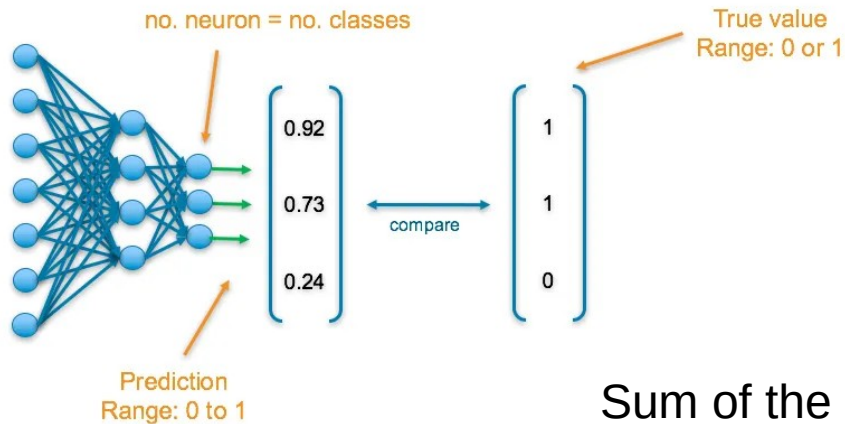 no. neuron = no. classes
True value
Range: 0 or 1
0.92
1
0.73
1
compare
0.24
0
Prediction
Range: 0 to 1
Sum of the